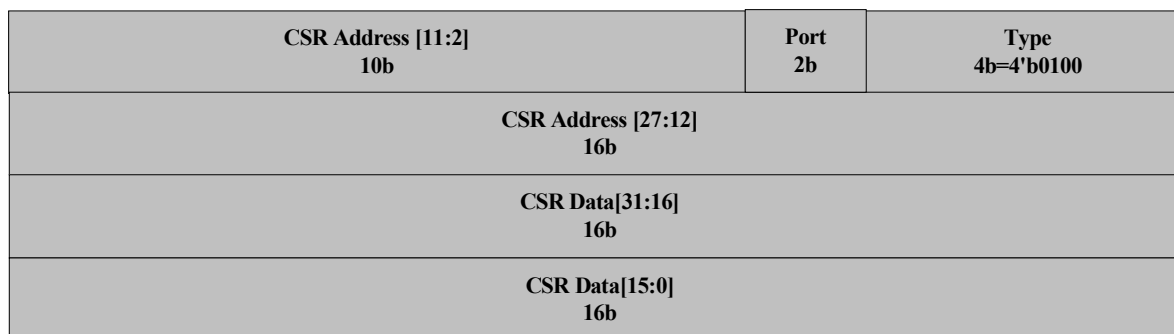 CSR Address [11:2]
10b
Port
2b
Type
4b=4'b0100
CSR Address [27:12]
16b
CSR Data[31:16]
16b
CSR Data[15:0]
16b